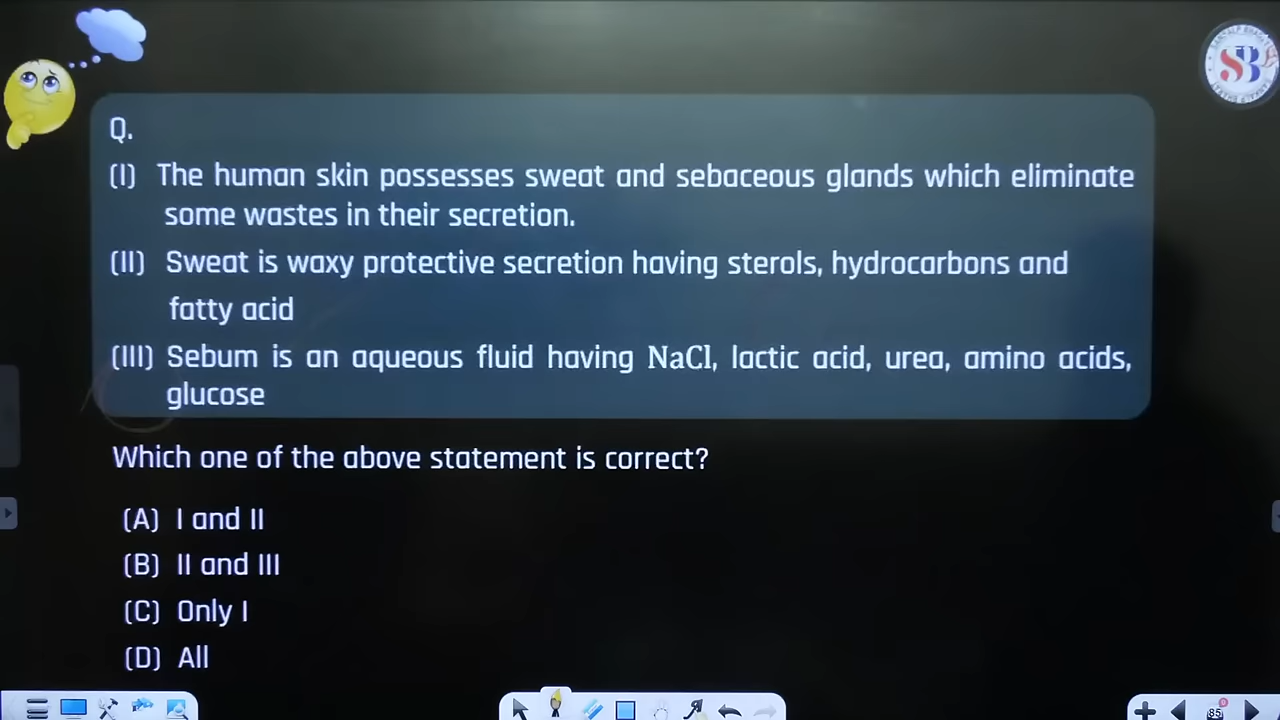 Q.
(I) The human skin possesses sweat and sebaceous glands which eliminate
some wastes in their secretion.
(II) Sweat is waxy protective secretion having sterols, hydrocarbons and
fatty acid
(III) Sebum is an aqueous fluid having NaCl, lactic acid, urea, amino acids,
glucose
Which one of the above statement is correct?
(A) I and II
(B) II and III
(C) Only I
(D) All
SB
85